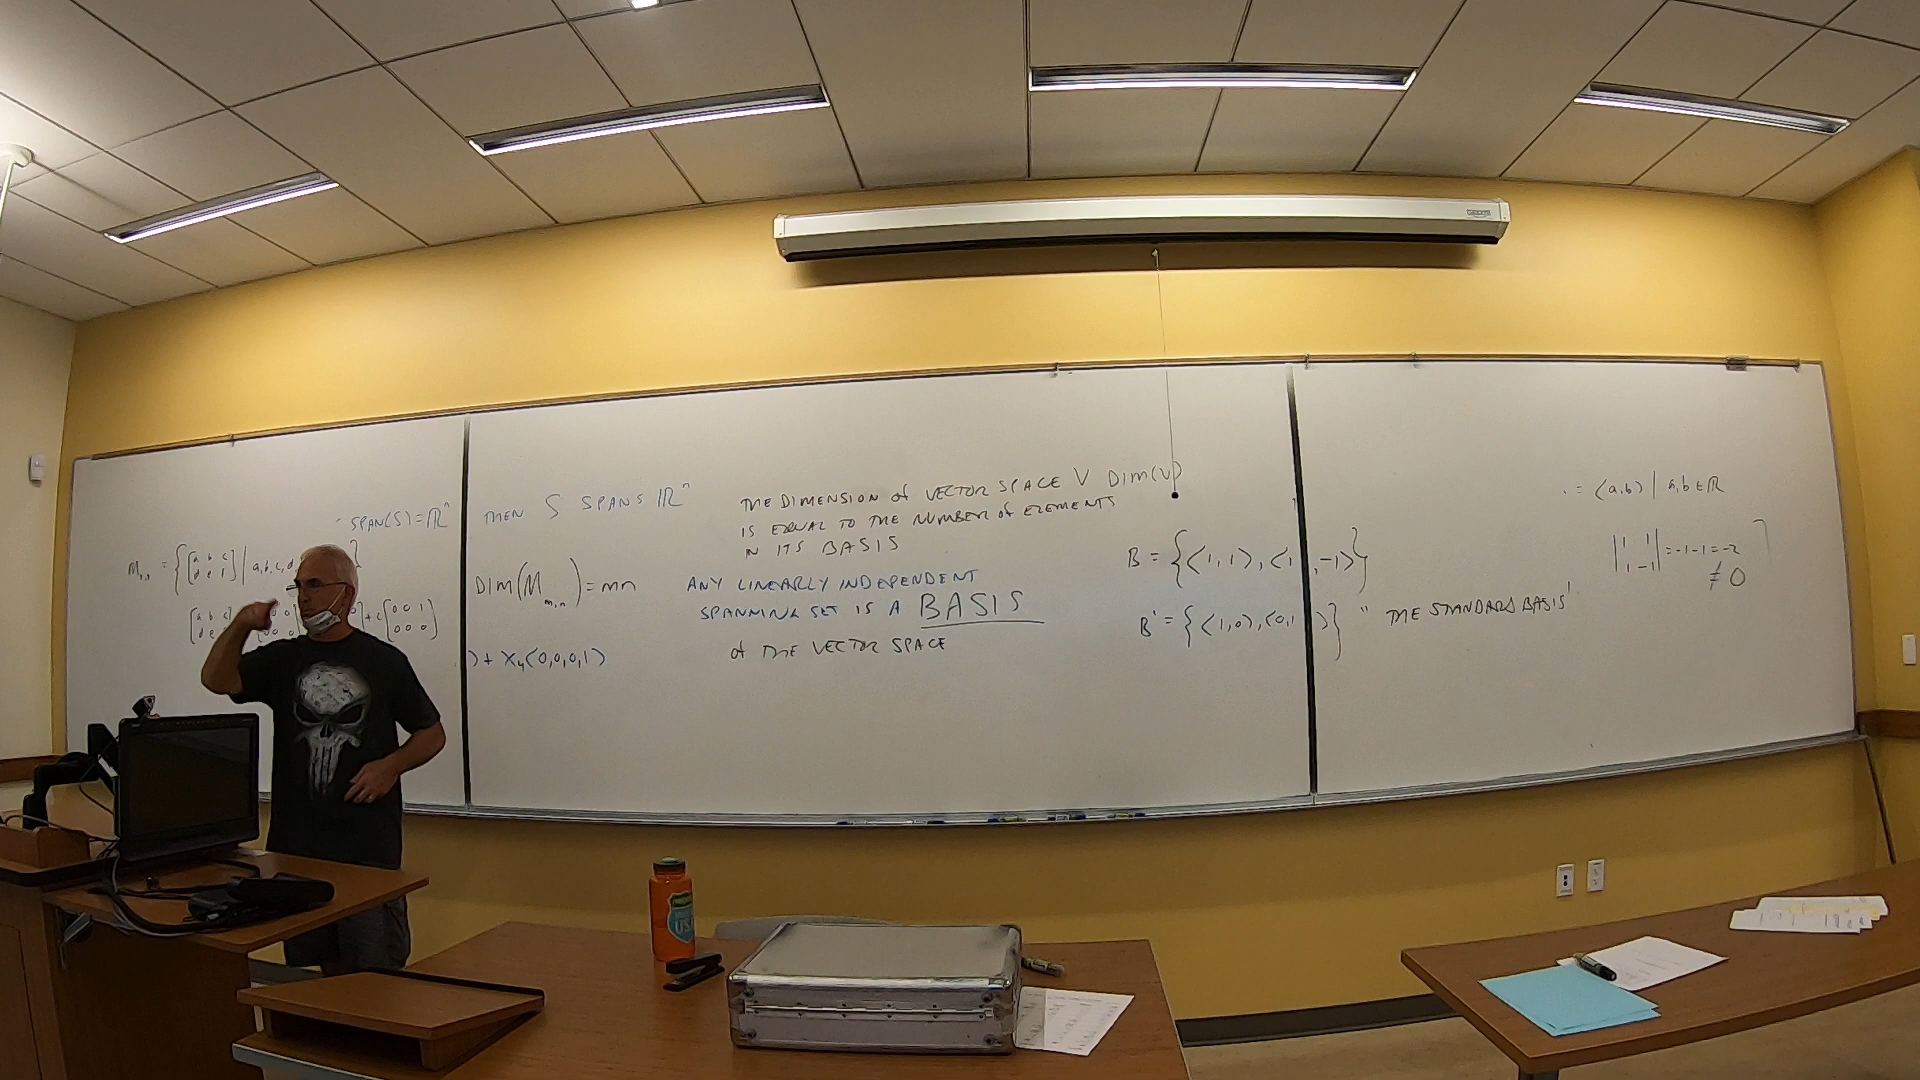 SPAN(S) = ℝⁿ THEN S SPANS ℝⁿ
= {[a b c
d e f] | a,b,c,d
[a b c
d e
+ c [0 0 1
0 0 0]
DIM(M_{m,n}) = mn
) + X₄(0,0,0,1)
THE DIMENSION of VECTOR SPACE V DIM(V)
IS EQUAL TO THE NUMBER of ELEMENTS
IN ITS BASIS
ANY LINEARLY INDEPENDENT
SPANNING SET IS A BASIS
of THE VECTOR SPACE
B = {<1,1>, <1,-1>}
B' = {<1,0>, <0,1>} "THE STANDARD BASIS"
= <a,b> | a,b ∈ ℝ
|1 1
1 -1| = -1-1 = -2
≠ 0